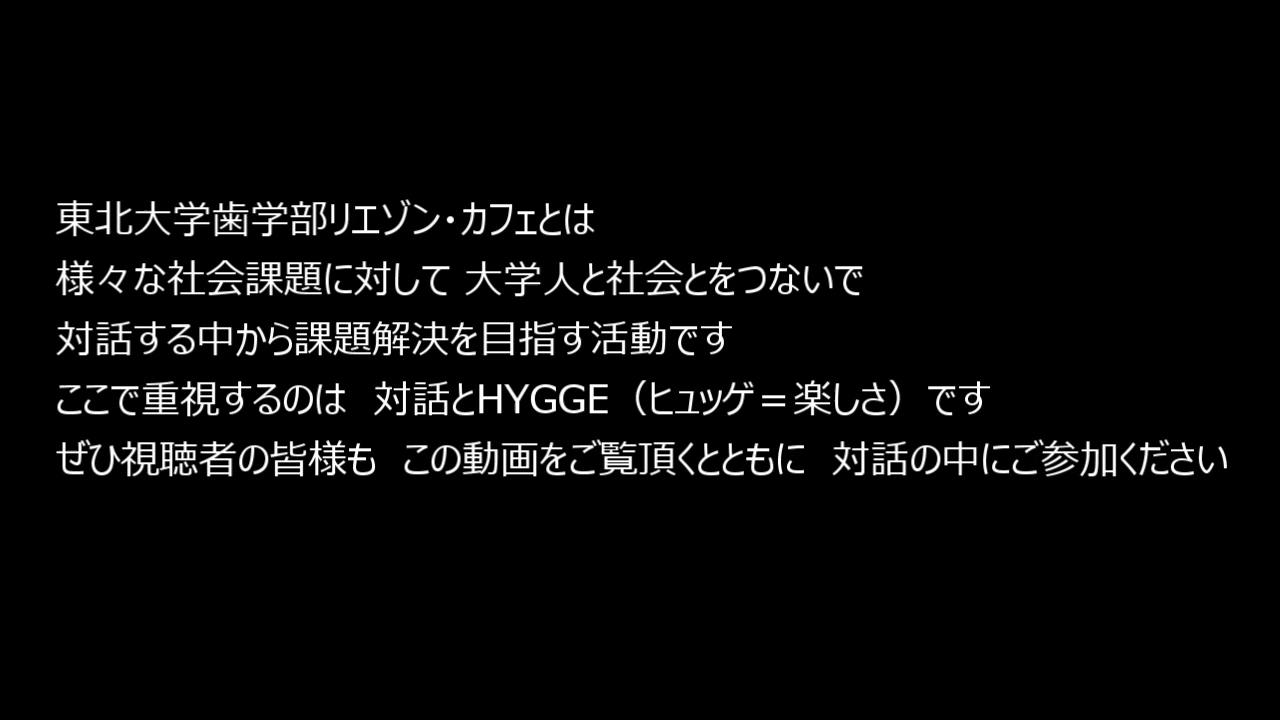 東北大学歯学部リエゾン・カフェとは
様々な社会課題に対して 大学人と社会とをつないで
対話する中から課題解決を目指す活動です
ここで重視するのは　対話とHYGGE（ヒュッゲ＝楽しさ）です
ぜひ視聴者の皆様も　この動画をご覧頂くとともに　対話の中にご参加ください